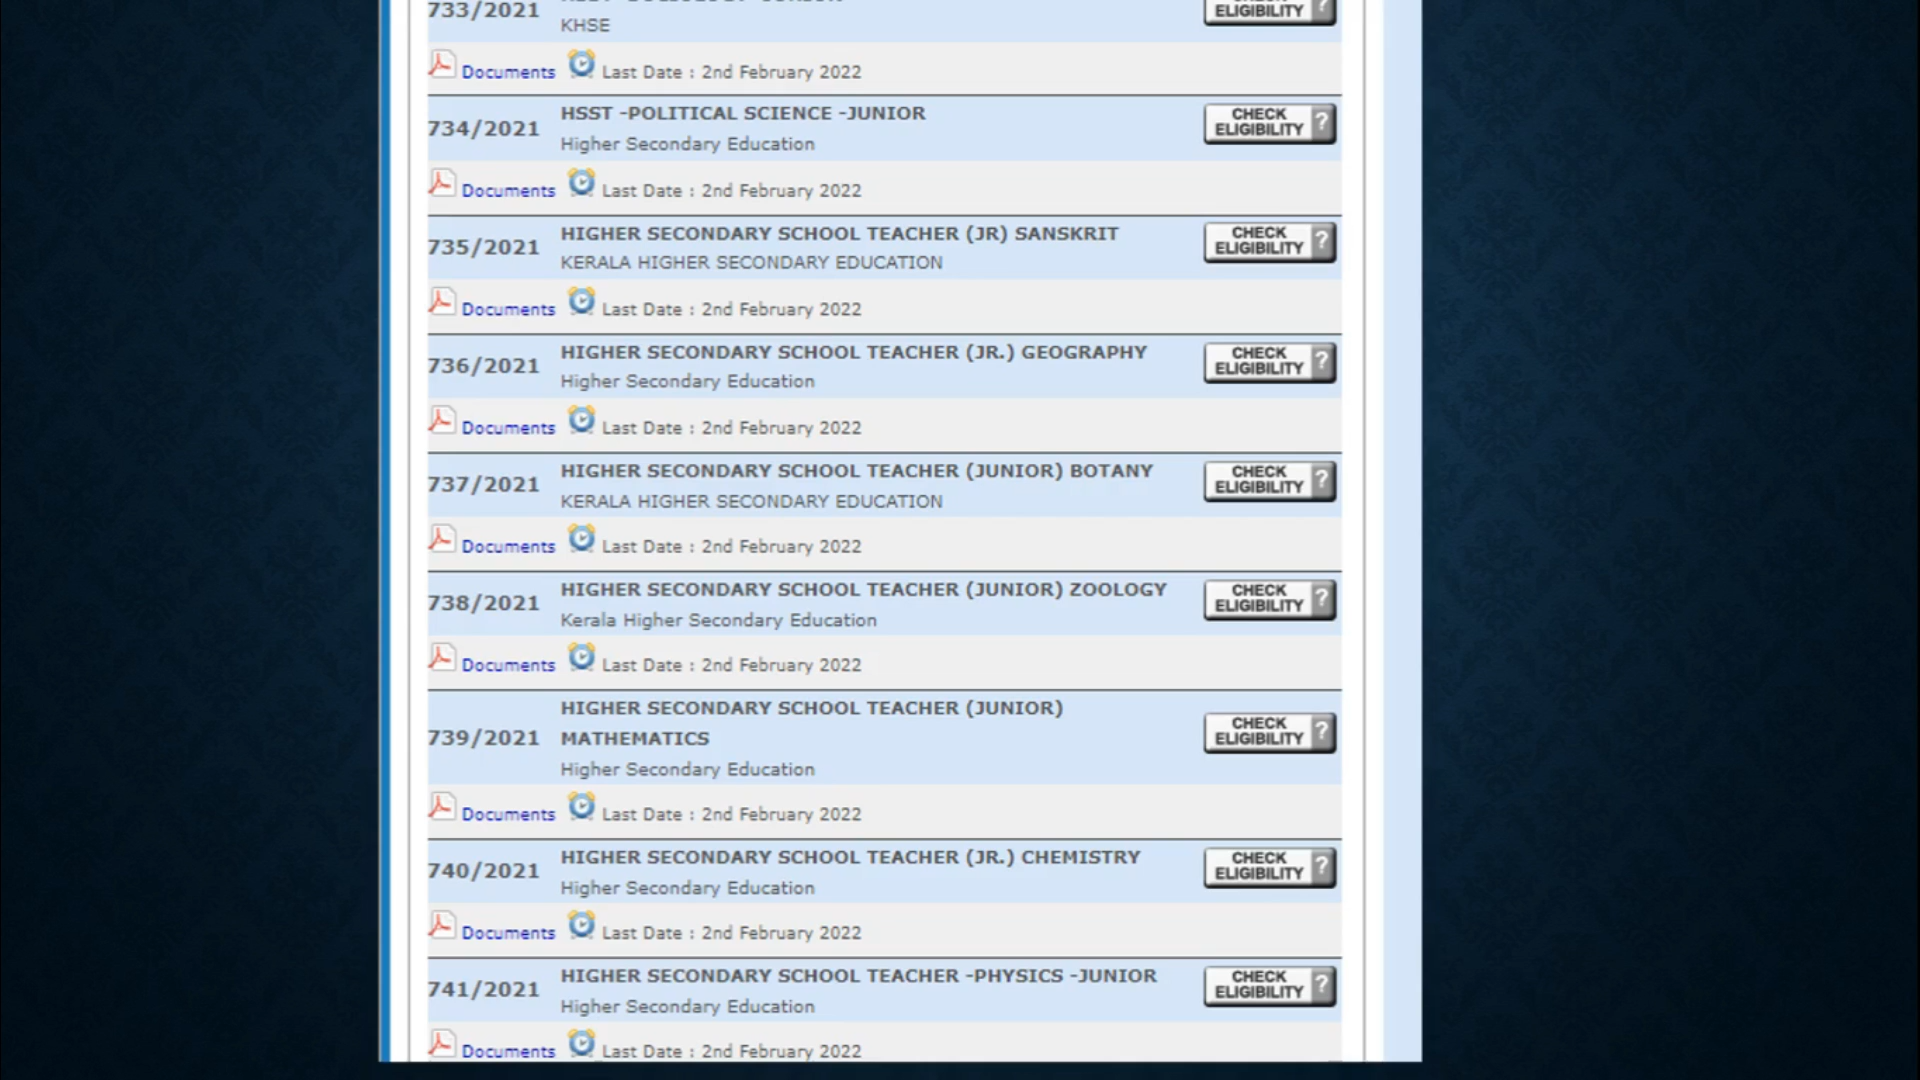 733/2021
KHSE
ELIGIBILITY ?
Documents Last Date : 2nd February 2022
734/2021
HSST -POLITICAL SCIENCE -JUNIOR
Higher Secondary Education
CHECK
ELIGIBILITY ?
Documents Last Date : 2nd February 2022
735/2021
HIGHER SECONDARY SCHOOL TEACHER (JR) SANSKRIT
KERALA HIGHER SECONDARY EDUCATION
CHECK
ELIGIBILITY ?
Documents Last Date : 2nd February 2022
736/2021
HIGHER SECONDARY SCHOOL TEACHER (JR.) GEOGRAPHY
Higher Secondary Education
CHECK
ELIGIBILITY ?
Documents Last Date : 2nd February 2022
737/2021
HIGHER SECONDARY SCHOOL TEACHER (JUNIOR) BOTANY
KERALA HIGHER SECONDARY EDUCATION
CHECK
ELIGIBILITY ?
Documents Last Date : 2nd February 2022
738/2021
HIGHER SECONDARY SCHOOL TEACHER (JUNIOR) ZOOLOGY
Kerala Higher Secondary Education
CHECK
ELIGIBILITY ?
Documents Last Date : 2nd February 2022
739/2021
HIGHER SECONDARY SCHOOL TEACHER (JUNIOR)
MATHEMATICS
Higher Secondary Education
CHECK
ELIGIBILITY ?
Documents Last Date : 2nd February 2022
740/2021
HIGHER SECONDARY SCHOOL TEACHER (JR.) CHEMISTRY
Higher Secondary Education
CHECK
ELIGIBILITY ?
Documents Last Date : 2nd February 2022
741/2021
HIGHER SECONDARY SCHOOL TEACHER -PHYSICS -JUNIOR
Higher Secondary Education
CHECK
ELIGIBILITY ?
Documents Last Date : 2nd February 2022